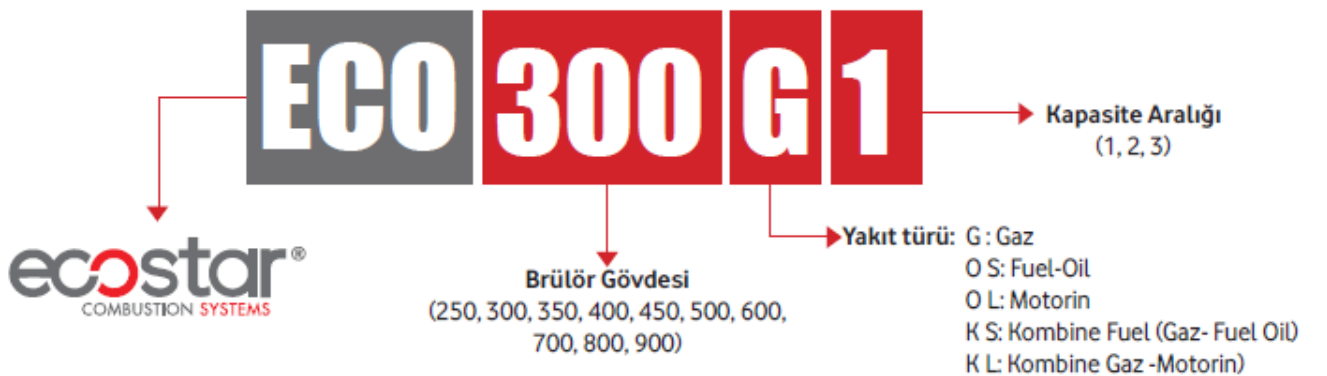 ECO 300 G 1
Kapasite Aralığı
(1, 2, 3)
ecostar®
COMBUSTION SYSTEMS
Brülör Gövdesi
(250, 300, 350, 400, 450, 500, 600,
700, 800, 900)
Yakıt türü: G : Gaz
O S: Fuel-Oil
O L: Motorin
K S: Kombine Fuel (Gaz- Fuel Oil)
K L: Kombine Gaz -Motorin)